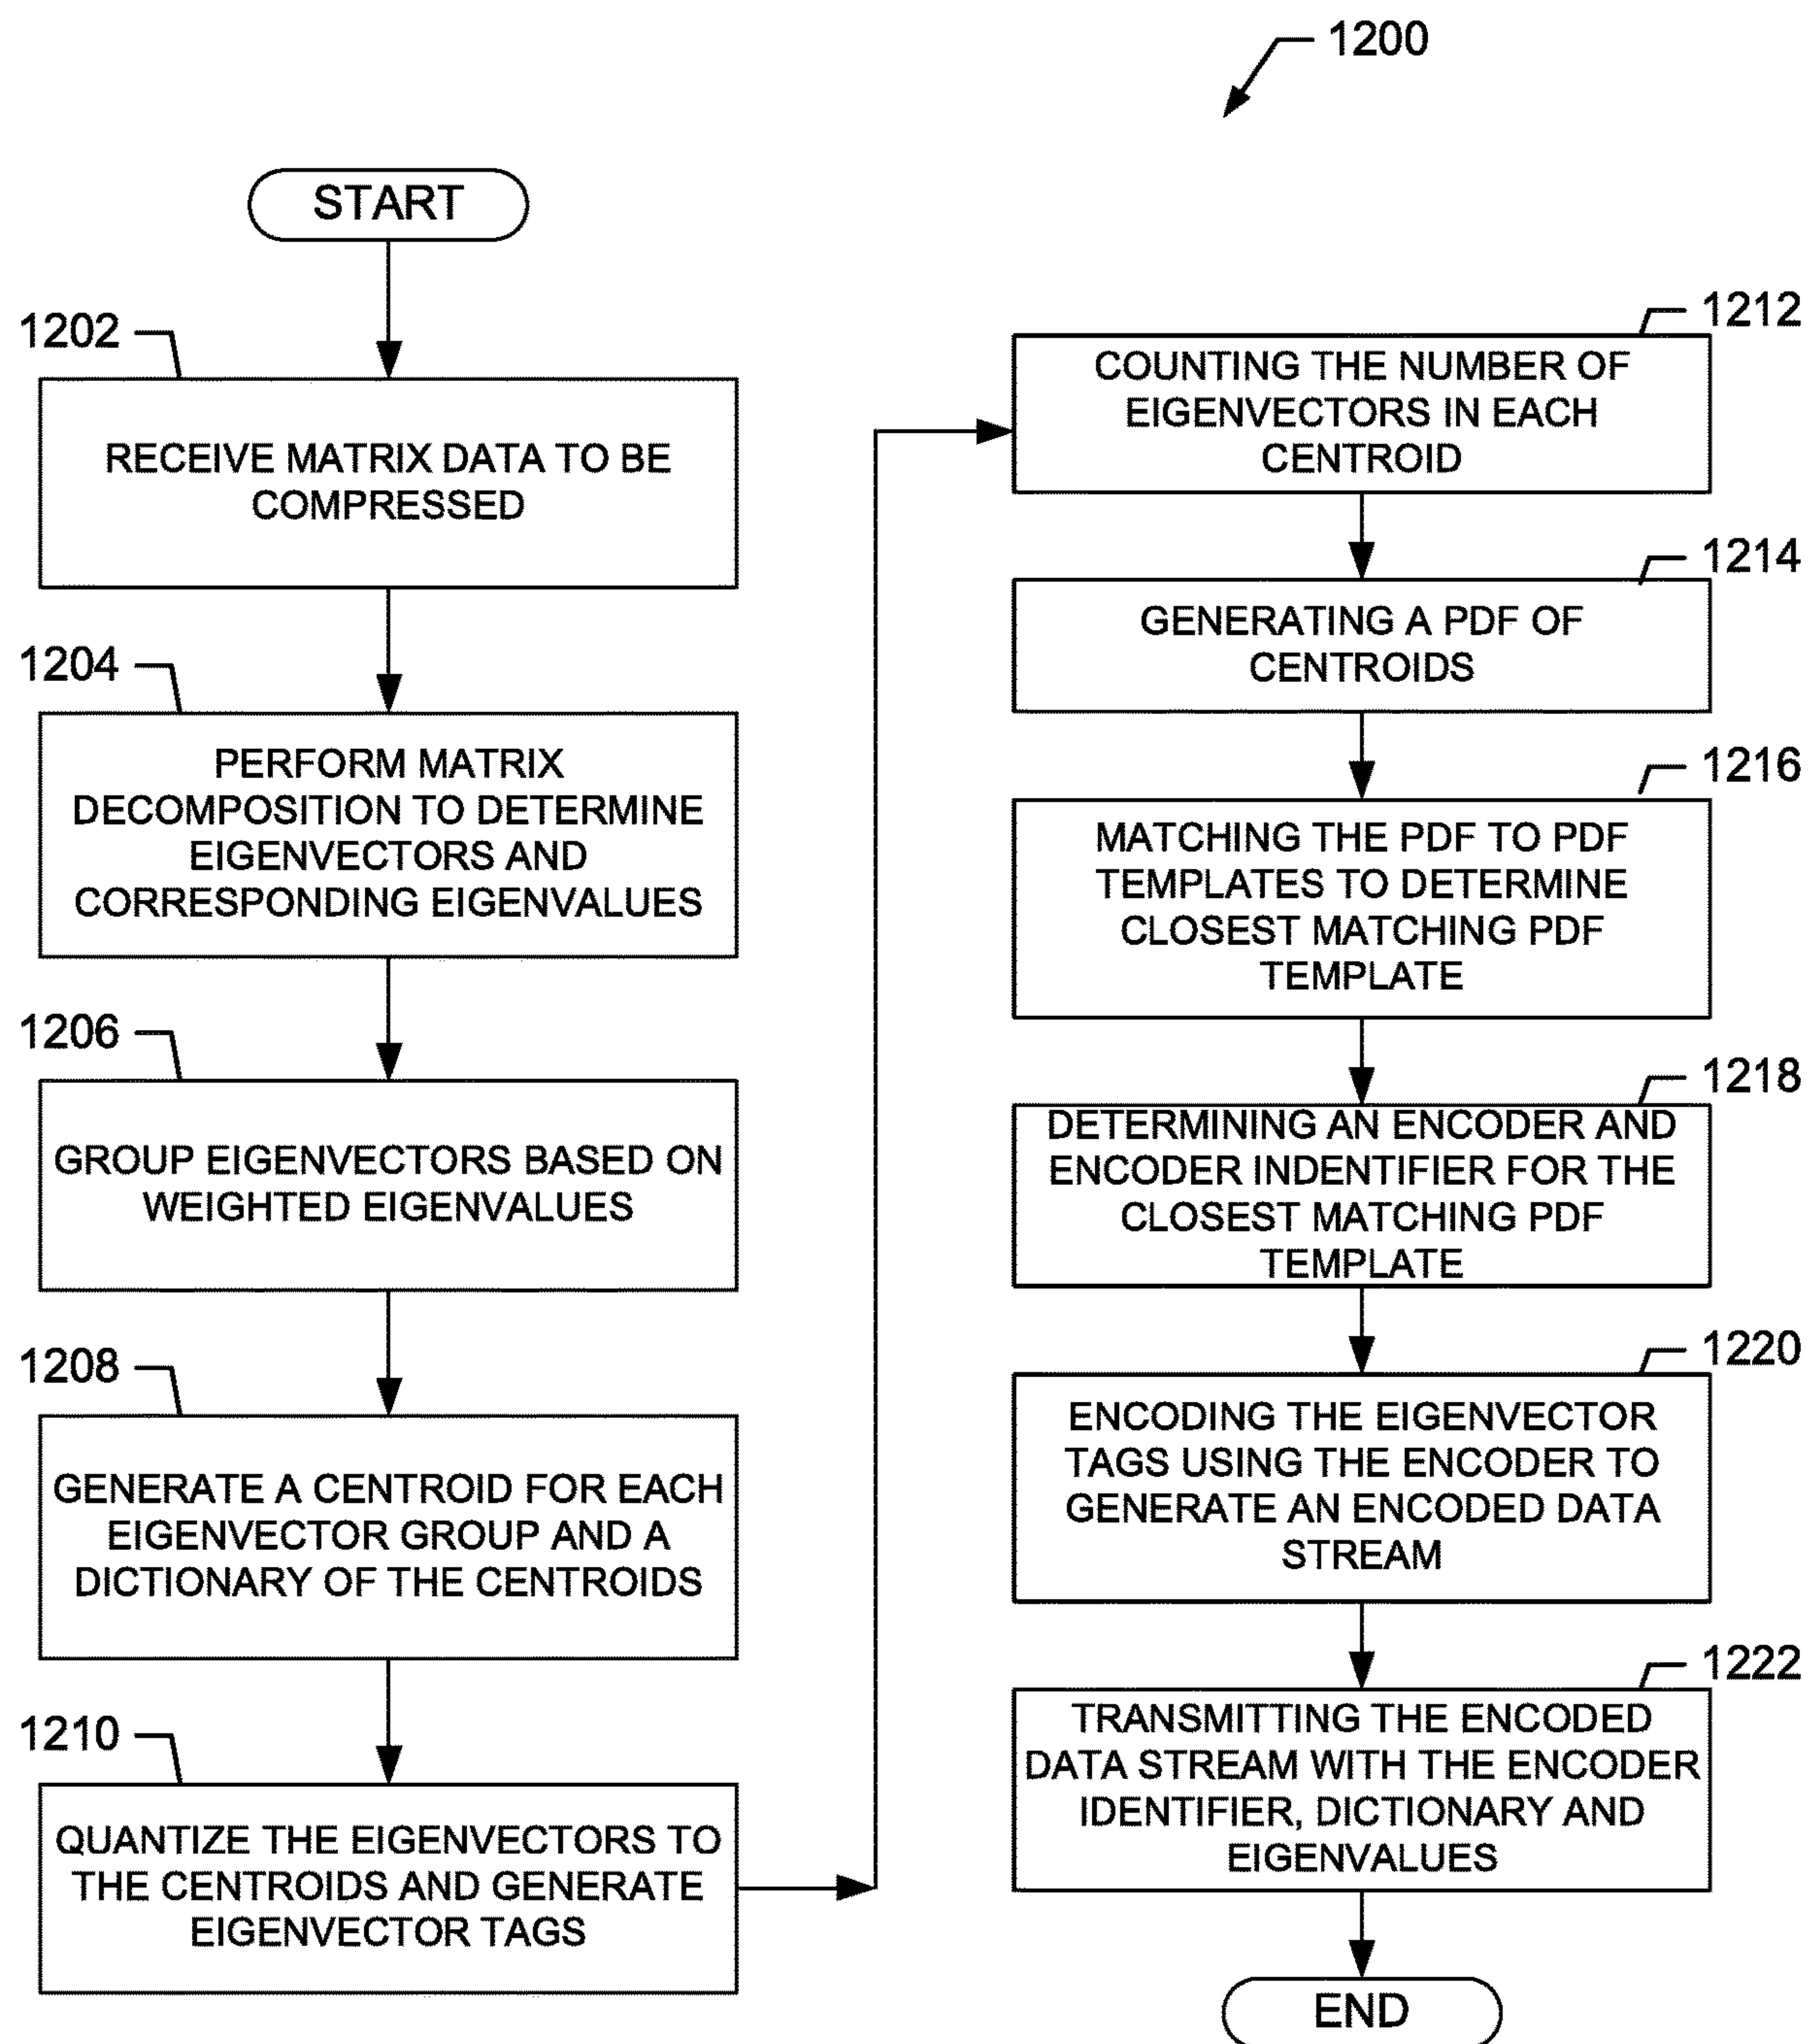 1200
START
1202
RECEIVE MATRIX DATA TO BE
COMPRESSED
1204
PERFORM MATRIX
DECOMPOSITION TO DETERMINE
EIGENVECTORS AND
CORRESPONDING EIGENVALUES
1206
GROUP EIGENVECTORS BASED ON
WEIGHTED EIGENVALUES
1208
GENERATE A CENTROID FOR EACH
EIGENVECTOR GROUP AND A
DICTIONARY OF THE CENTROIDS
1210
QUANTIZE THE EIGENVECTORS TO
THE CENTROIDS AND GENERATE
EIGENVECTOR TAGS
1212
COUNTING THE NUMBER OF
EIGENVECTORS IN EACH
CENTROID
1214
GENERATING A PDF OF
CENTROIDS
1216
MATCHING THE PDF TO PDF
TEMPLATES TO DETERMINE
CLOSEST MATCHING PDF
TEMPLATE
1218
DETERMINING AN ENCODER AND
ENCODER INDENTIFIER FOR THE
CLOSEST MATCHING PDF
TEMPLATE
1220
ENCODING THE EIGENVECTOR
TAGS USING THE ENCODER TO
GENERATE AN ENCODED DATA
STREAM
1222
TRANSMITTING THE ENCODED
DATA STREAM WITH THE ENCODER
IDENTIFIER, DICTIONARY AND
EIGENVALUES
END